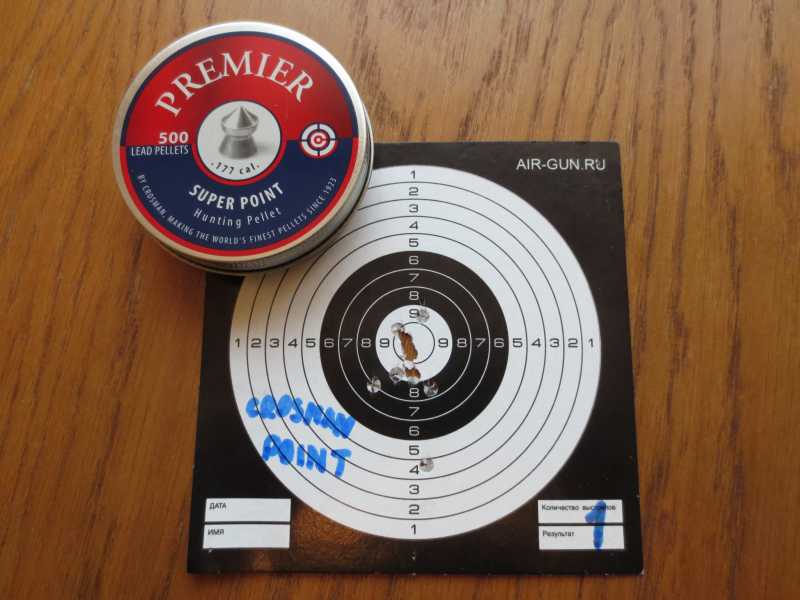 PREMIER
500
LEAD PELLETS
.177 cal.
SUPER POINT
Hunting Pellet
BY CROSMAN, MAKING THE WORLD'S FINEST PELLETS SINCE 1933
AIR-GUN.RU
1
2
3
4
5
6
7
8
9
1 2 3 4 5 6 7 8 9 9 8 7 6 5 4 3 2 1
8
7
6
5
4
3
2
1
CROSMAN
POINT
ДАТА
ИМЯ
Количество выстрелов
Результат
1